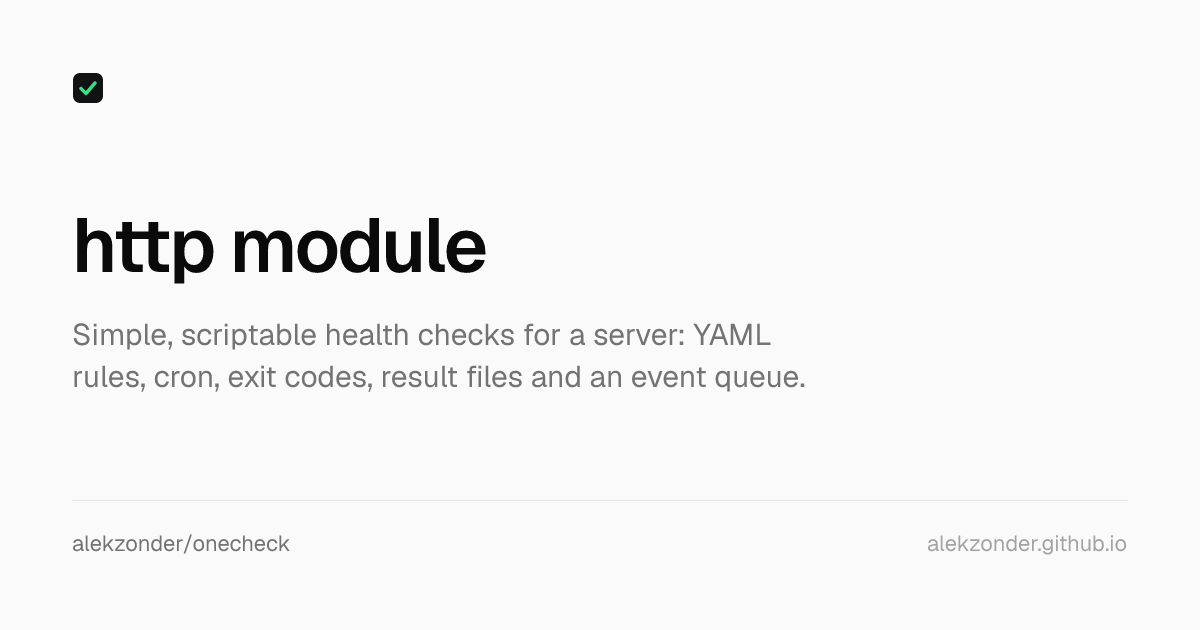 http module
Simple, scriptable health checks for a server: YAML
rules, cron, exit codes, result files and an event queue.
alekzonder/onecheck
alekzonder.github.io